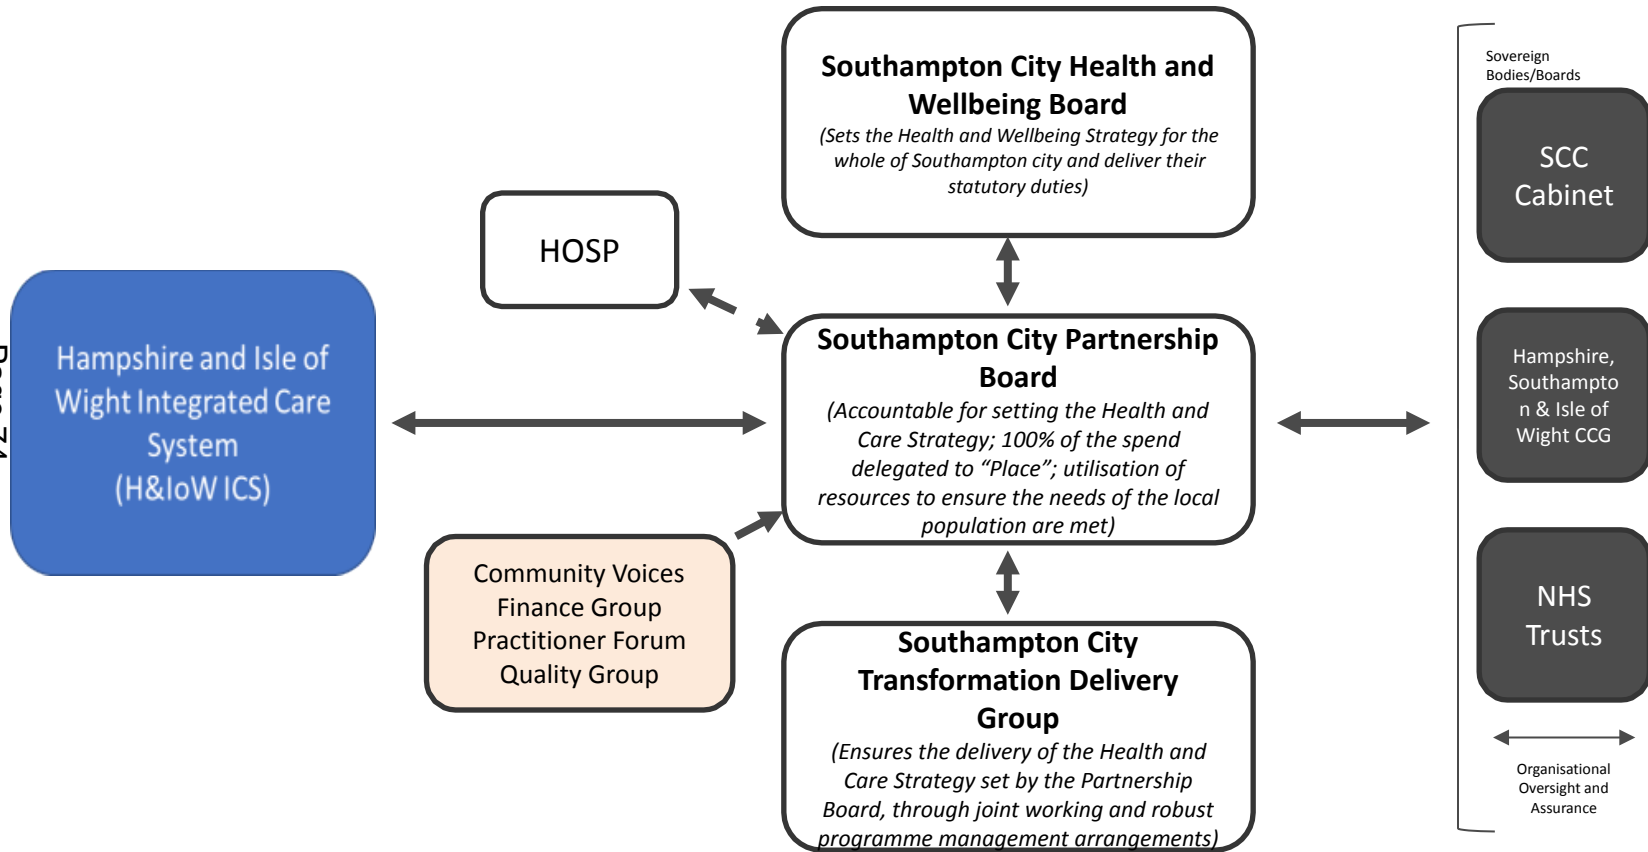 Southampton City Health and
Wellbeing Board
(Sets the Health and Wellbeing Strategy for the
whole of Southampton city and deliver their
statutory duties)
HOSP
Hampshire and Isle of
Wight Integrated Care
System
(H&IoW ICS)
Southampton City Partnership
Board
(Accountable for setting the Health and
Care Strategy; 100% of the spend
delegated to “Place”; utilisation of
resources to ensure the needs of the local
population are met)
Community Voices
Finance Group
Practitioner Forum
Quality Group
Southampton City
Transformation Delivery
Group
(Ensures the delivery of the Health and
Care Strategy set by the Partnership
Board, through joint working and robust
programme management arrangements)
Sovereign
Bodies/Boards
SCC
Cabinet
Hampshire,
Southampto
n & Isle of
Wight CCG
NHS
Trusts
Organisational
Oversight and
Assurance